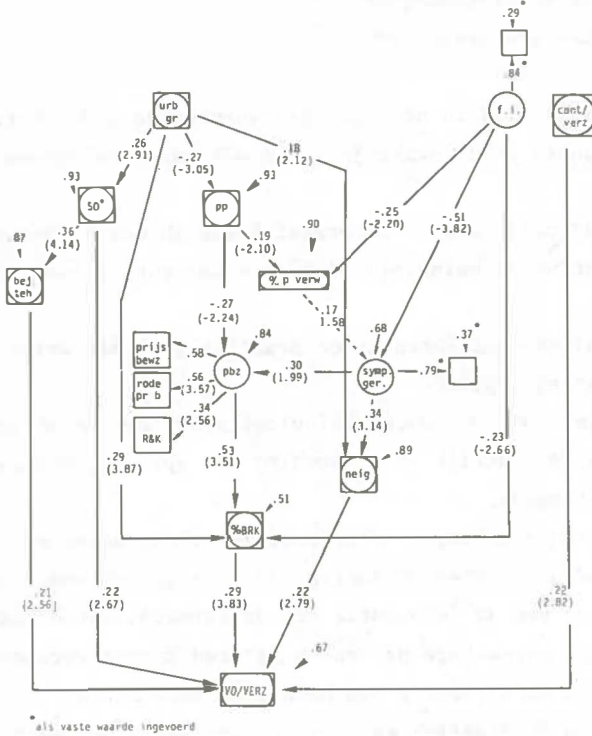 .29*
.84*
urb
gr
f.i.
cant/
verz
.26
(2.91)
-.27
(-3.05)
.18
(2.12)
.93
50*
.93
pp
-.25
(-2.20)
-.51
(-3.82)
.36
(4.14)
.87
bej
teh
.19
(-2.10)
.90
% p verw
.17
1.58
-.27
(-2.24)
.68
.37*
prijs
bewz
.58
.84
pbz
.30
(1.99)
symp.
ger.
.79*
rode
pr b
.56
(3.57)
.34
(2.56)
R&K
.34
(3.14)
.29
(3.87)
.53
(3.51)
neig
.89
-.23
(-2.66)
%BRK
.51
.21
(2.56)
.22
(2.67)
.29
(3.83)
.22
(2.79)
.22
(2.82)
VO/VERZ
.67
*als vaste waarde ingevoerd